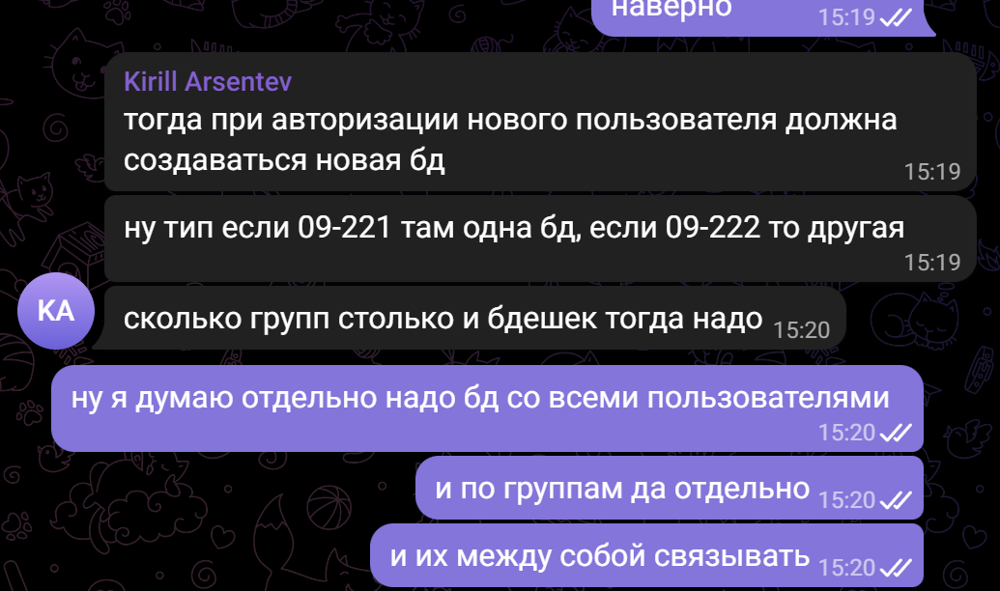 наверно
15:19
Kirill Arsentev
тогда при авторизации нового пользователя должна
создаваться новая бд
15:19
ну тип если 09-221 там одна бд, если 09-222 то другая
15:19
KA
сколько групп столько и бдешек тогда надо 15:20
ну я думаю отдельно надо бд со всеми пользователями
15:20
и по группам да отдельно 15:20
и их между собой связывать 15:20